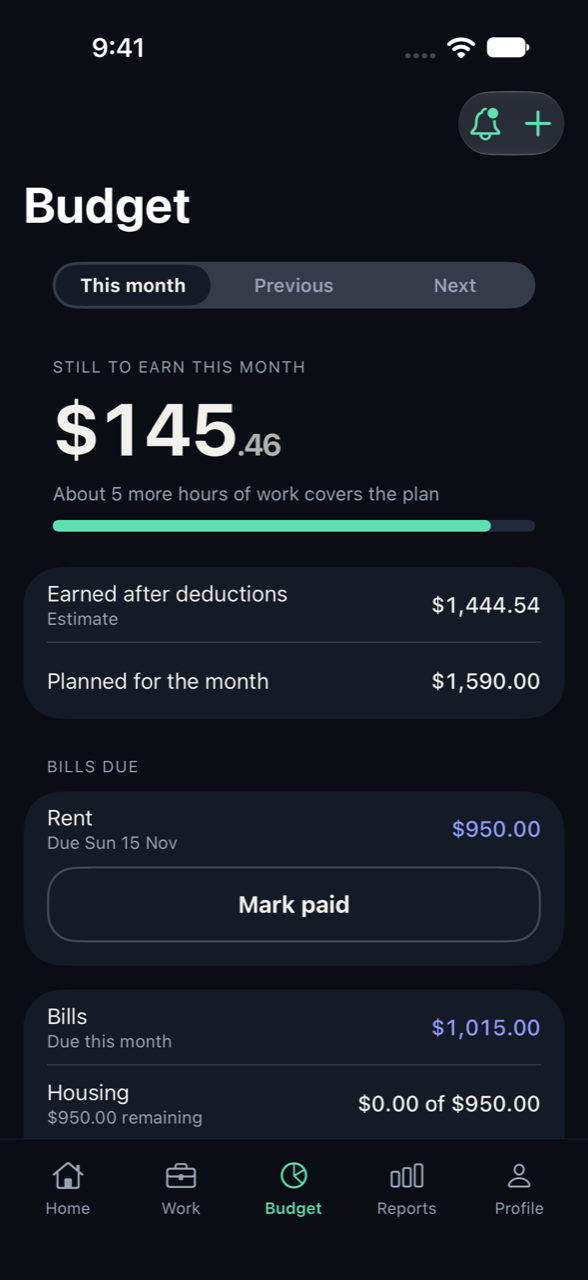 9:41
Budget
This month
Previous
Next
STILL TO EARN THIS MONTH
$145.46
About 5 more hours of work covers the plan
Earned after deductions
Estimate
$1,444.54
Planned for the month
$1,590.00
BILLS DUE
Rent
Due Sun 15 Nov
$950.00
Mark paid
Bills
Due this month
$1,015.00
Housing
$950.00 remaining
$0.00 of $950.00
Home
Work
Budget
Reports
Profile